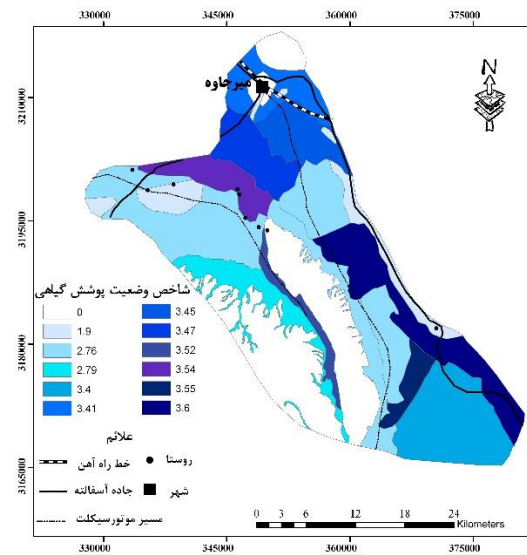 330000 345000 360000 375000
N
میرجاوه
3210000
3195000
3180000
3165000
شاخص وضعیت پوشش گیاهی
0 3.45
1.9 3.47
2.76 3.52
2.79 3.54
3.4 3.55
3.41 3.6
علائم
خط راه آهن روستا
جاده آسفالته شهر
مسیر موتورسیکلت
0 3 6 12 18 24
Kilometers
330000 345000 360000 375000